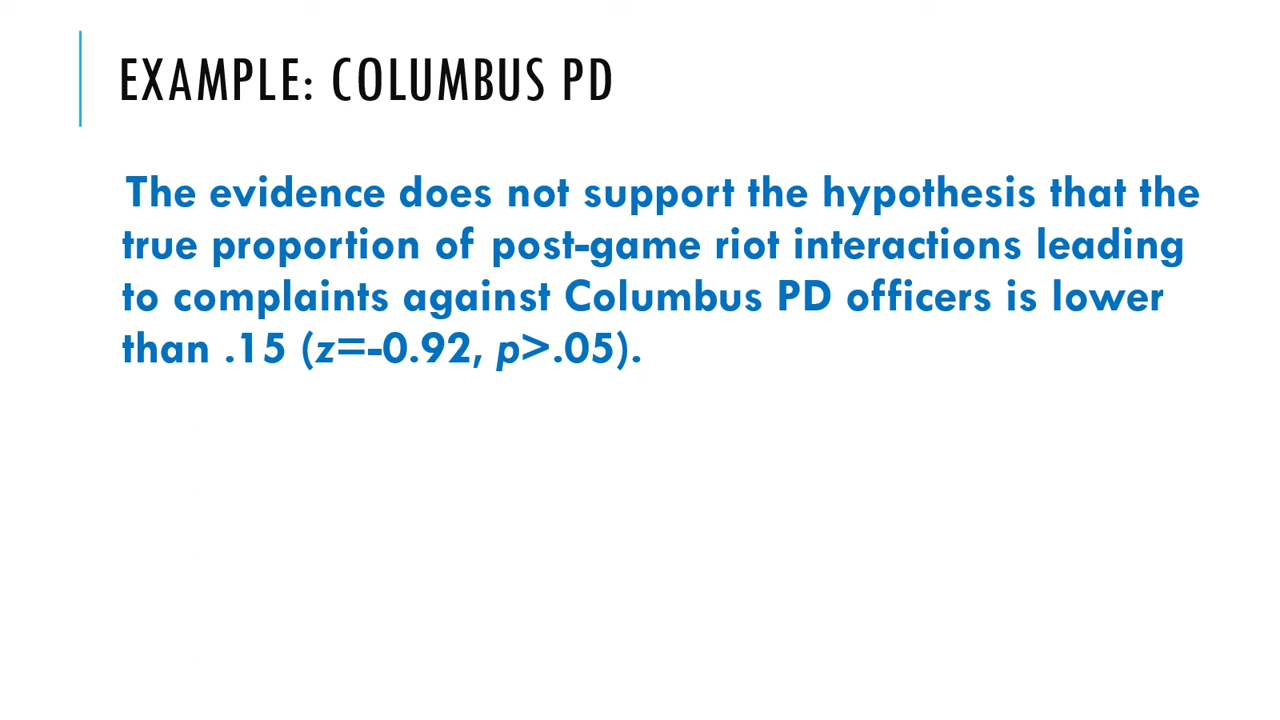 EXAMPLE: COLUMBUS PD
The evidence does not support the hypothesis that the
true proportion of post-game riot interactions leading
to complaints against Columbus PD officers is lower
than .15 (z=-0.92, p>.05).